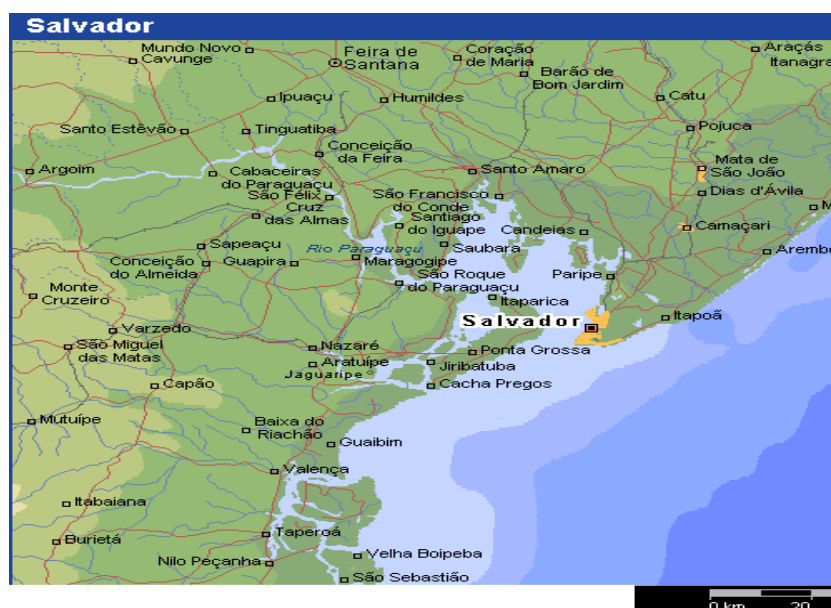 Salvador
Mundo Novo
Cavunge
Feira de
Santana
Coração
de Maria
Araçás
Itanagra
Barão de
Bom Jardim
Ipuaçu
Humildes
Catu
Santo Estêvão
Tinguatiba
Pojuca
Conceição
da Feira
Argoim
Cabaceiras
do Paraguaçu
Santo Amaro
Mata de
São João
São Félix
São Francisco
do Conde
Dias d'Ávila
Cruz
das Almas
Santiago
do Iguape
Candeias
Camaçari
M
Sapeaçu
Rio Paraguaçu
Saubara
Arembe
Conceição
do Almeida
Guapira
Maragogipe
São Roque
do Paraguaçu
Paripe
Monte
Cruzeiro
Itaparica
Salvador
Itapoã
Varzedo
São Miguel
das Matas
Nazaré
Ponta Grossa
Aratuípe
Jaguaripe
Jiribatuba
Capão
Cacha Pregos
Mutuípe
Baixa do
Riachão
Guaibim
Valença
Itabaiana
Burietá
Taperoá
Nilo Peçanha
Velha Boipeba
São Sebastião
0 km 20